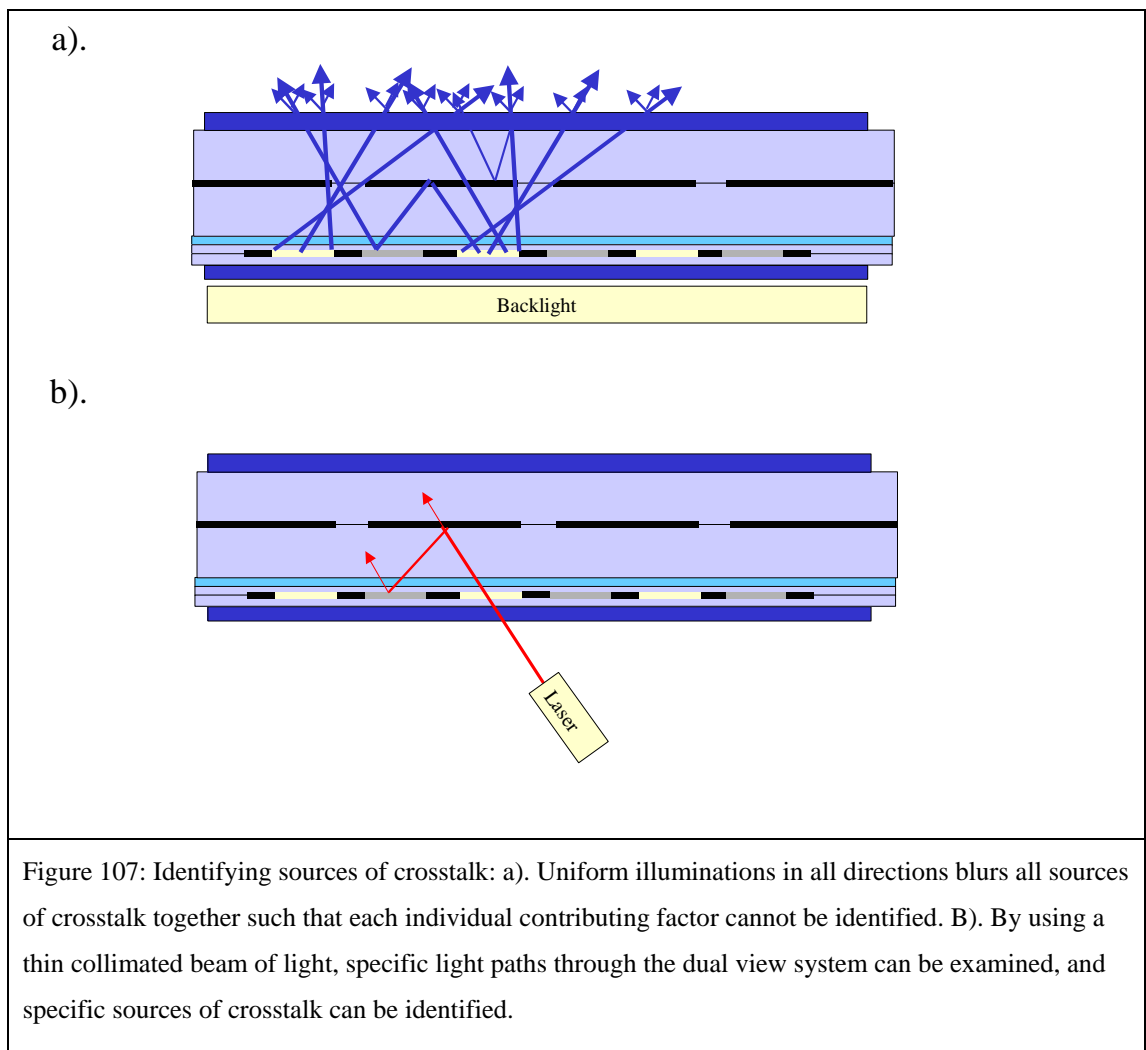 a).
Backlight
b).
Laser
Figure 107: Identifying sources of crosstalk: a). Uniform illuminations in all directions blurs all sources
of crosstalk together such that each individual contributing factor cannot be identified. B). By using a
thin collimated beam of light, specific light paths through the dual view system can be examined, and
specific sources of crosstalk can be identified.